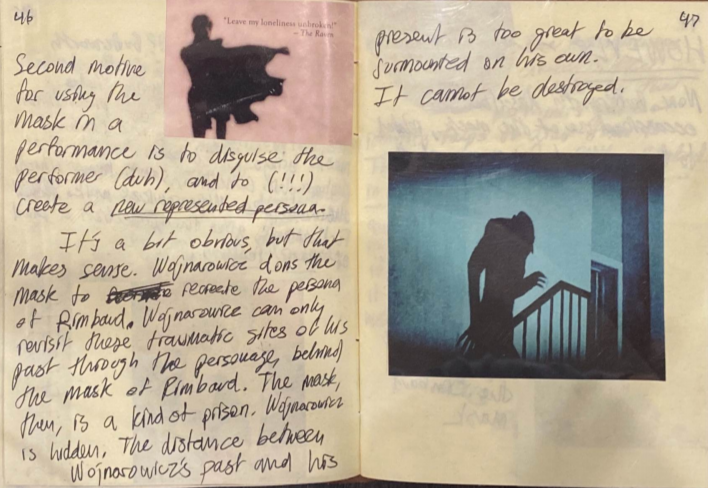 46
"Leave my loneliness unbroken!"
– The Raven
Second motive
for using the
mask in a
performance is to disguise the
performer (duh), and to (!!!)
create a new represented persona.
It's a bit obvious, but that
makes sense. Wojnarowicz dons the
mask to recreate the persona
of Rimbaud. Wojnarowicz can only
revisit these traumatic sites of his
past through the personage, behind
the mask of Rimbaud. The mask,
then, is a kind of prison. Wojnarowicz
is hidden. The distance between
Wojnarowicz's past and his
47
present is too great to be
surmounted on his own.
It cannot be destroyed.